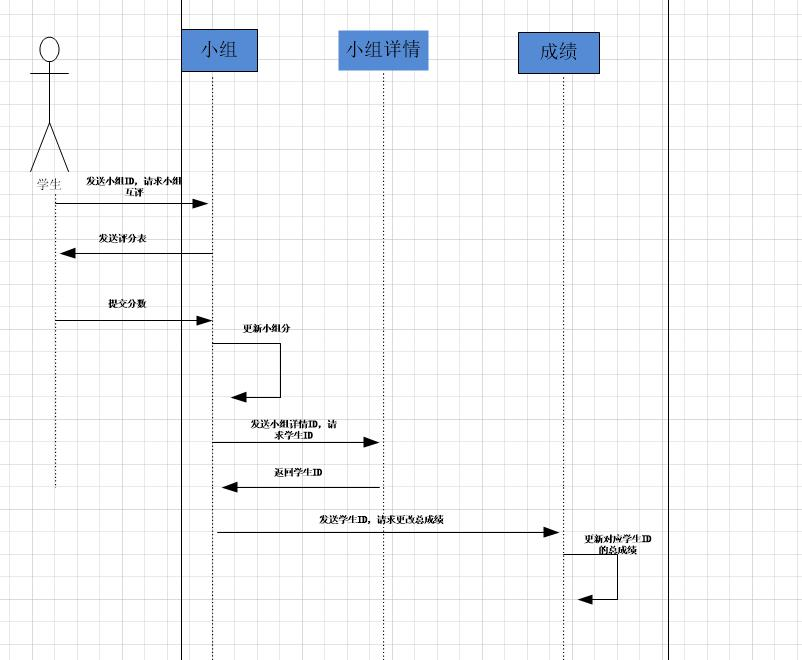 小组
小组详情
成绩
学生
发送小组ID，请求小组
互评
发送评分表
提交分数
更新小组分
发送小组详情ID，请
求学生ID
返回学生ID
发送学生ID，请求更改总成绩
更新对应学生ID
的总成绩